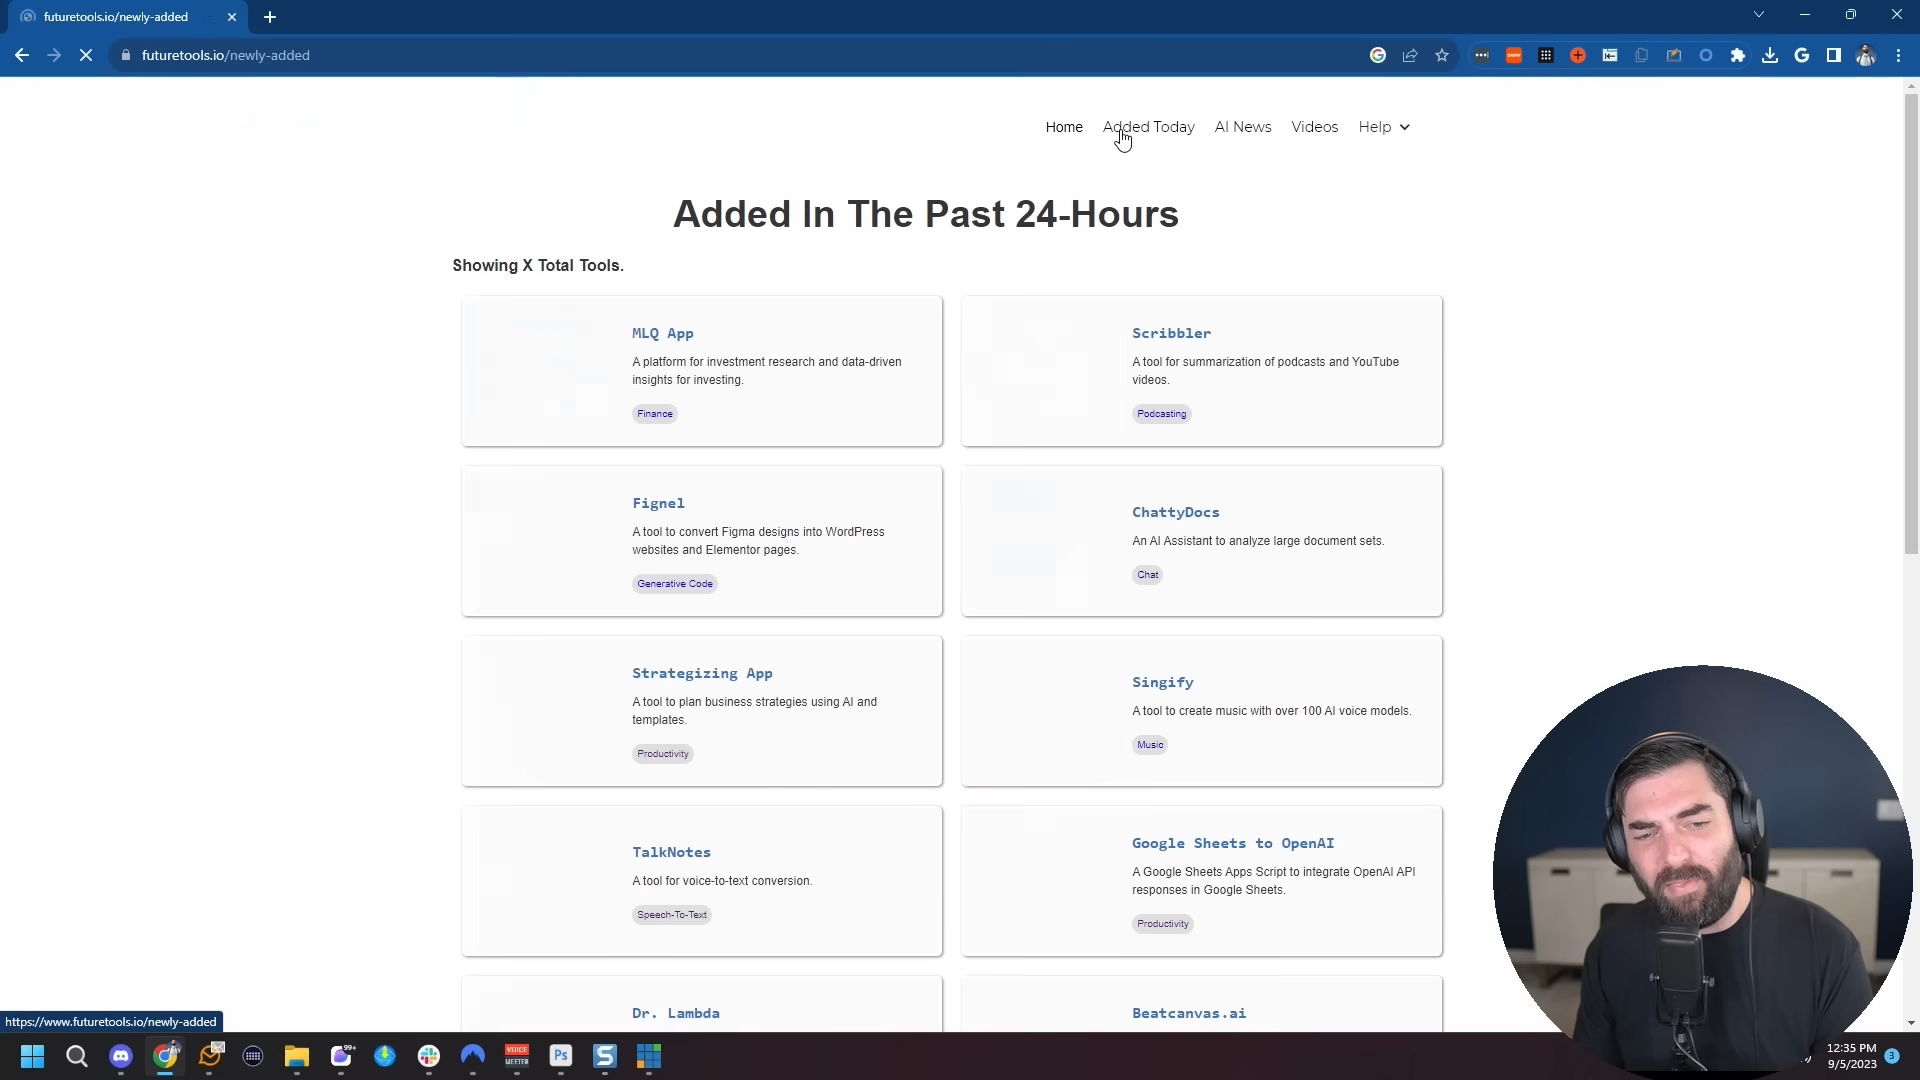 futuretools.io/newly-added
futuretools.io/newly-added
Home
Added Today
AI News
Videos
Help
Added In The Past 24-Hours
Showing X Total Tools.
MLQ App
A platform for investment research and data-driven
insights for investing.
Finance
Scribbler
A tool for summarization of podcasts and YouTube
videos.
Podcasting
Fignel
A tool to convert Figma designs into WordPress
websites and Elementor pages.
Generative Code
ChattyDocs
An AI Assistant to analyze large document sets.
Chat
Strategizing App
A tool to plan business strategies using AI and
templates.
Productivity
Singify
A tool to create music with over 100 AI voice models.
Music
TalkNotes
A tool for voice-to-text conversion.
Speech-To-Text
Google Sheets to OpenAI
A Google Sheets Apps Script to integrate OpenAI API
responses in Google Sheets.
Productivity
Dr. Lambda
Beatcanvas.ai
https://www.futuretools.io/newly-added
99+
VOICE
MEETER
Ps
S
12:35 PM
9/5/2023
3